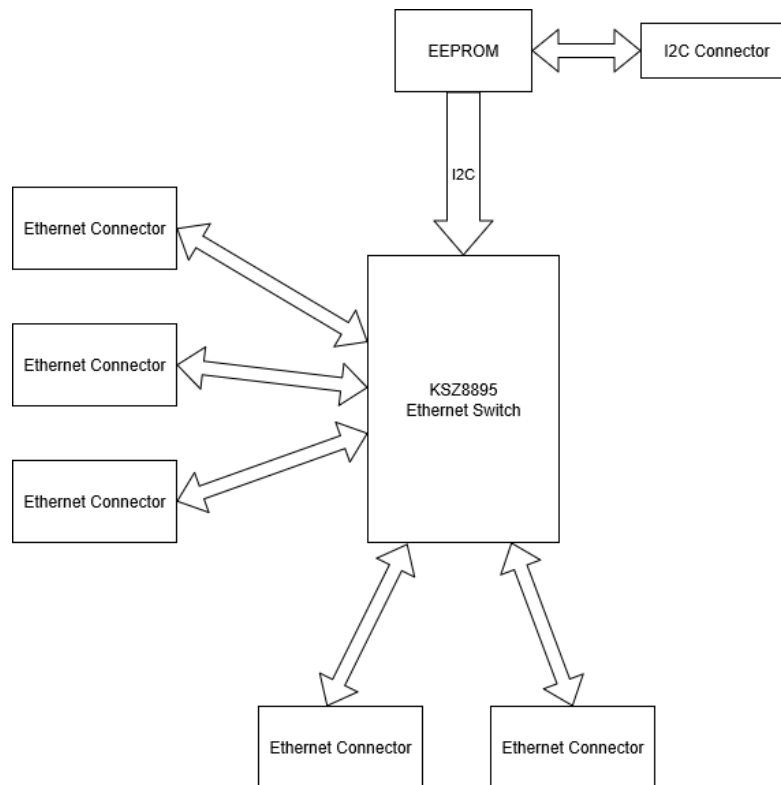 EEPROM
I2C Connector
I2C
Ethernet Connector
Ethernet Connector
Ethernet Connector
KSZ8895
Ethernet Switch
Ethernet Connector
Ethernet Connector